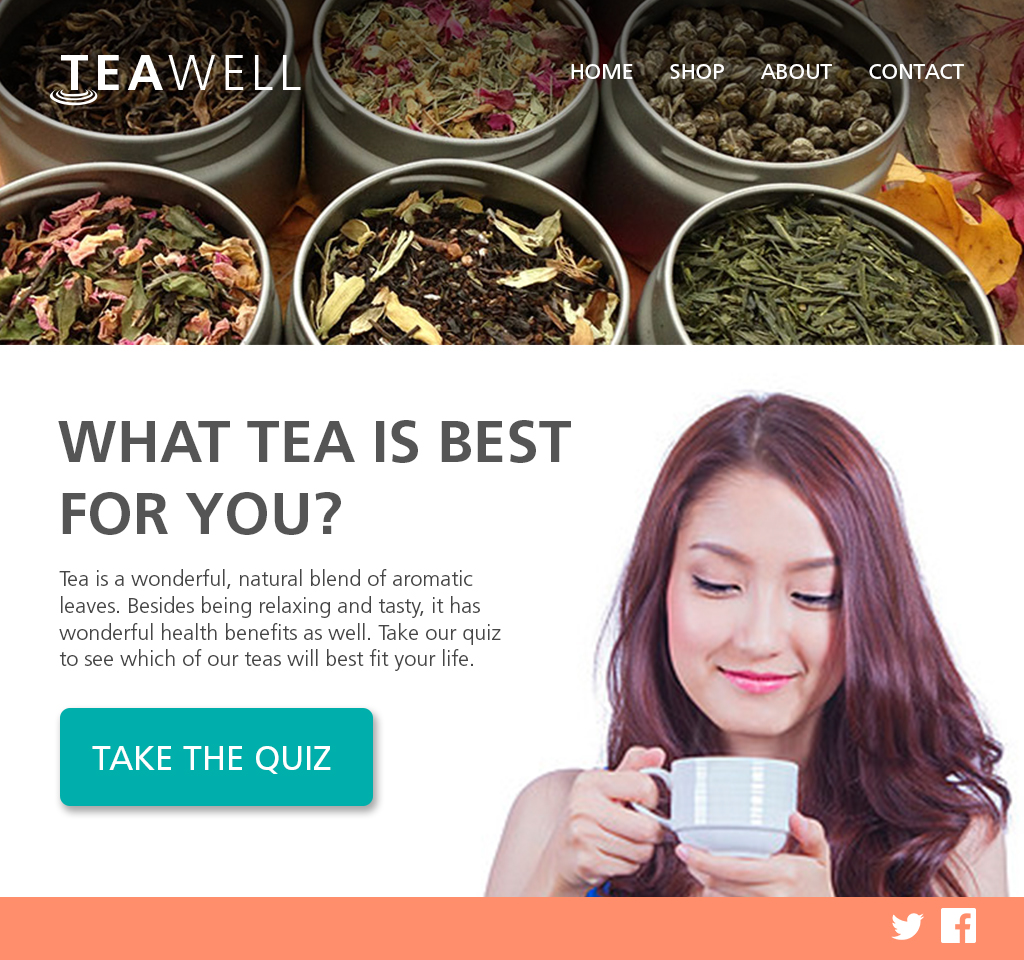 TEAWELL
HOME SHOP ABOUT CONTACT
WHAT TEA IS BEST
FOR YOU?
Tea is a wonderful, natural blend of aromatic
leaves. Besides being relaxing and tasty, it has
wonderful health benefits as well. Take our quiz
to see which of our teas will best fit your life.
TAKE THE QUIZ